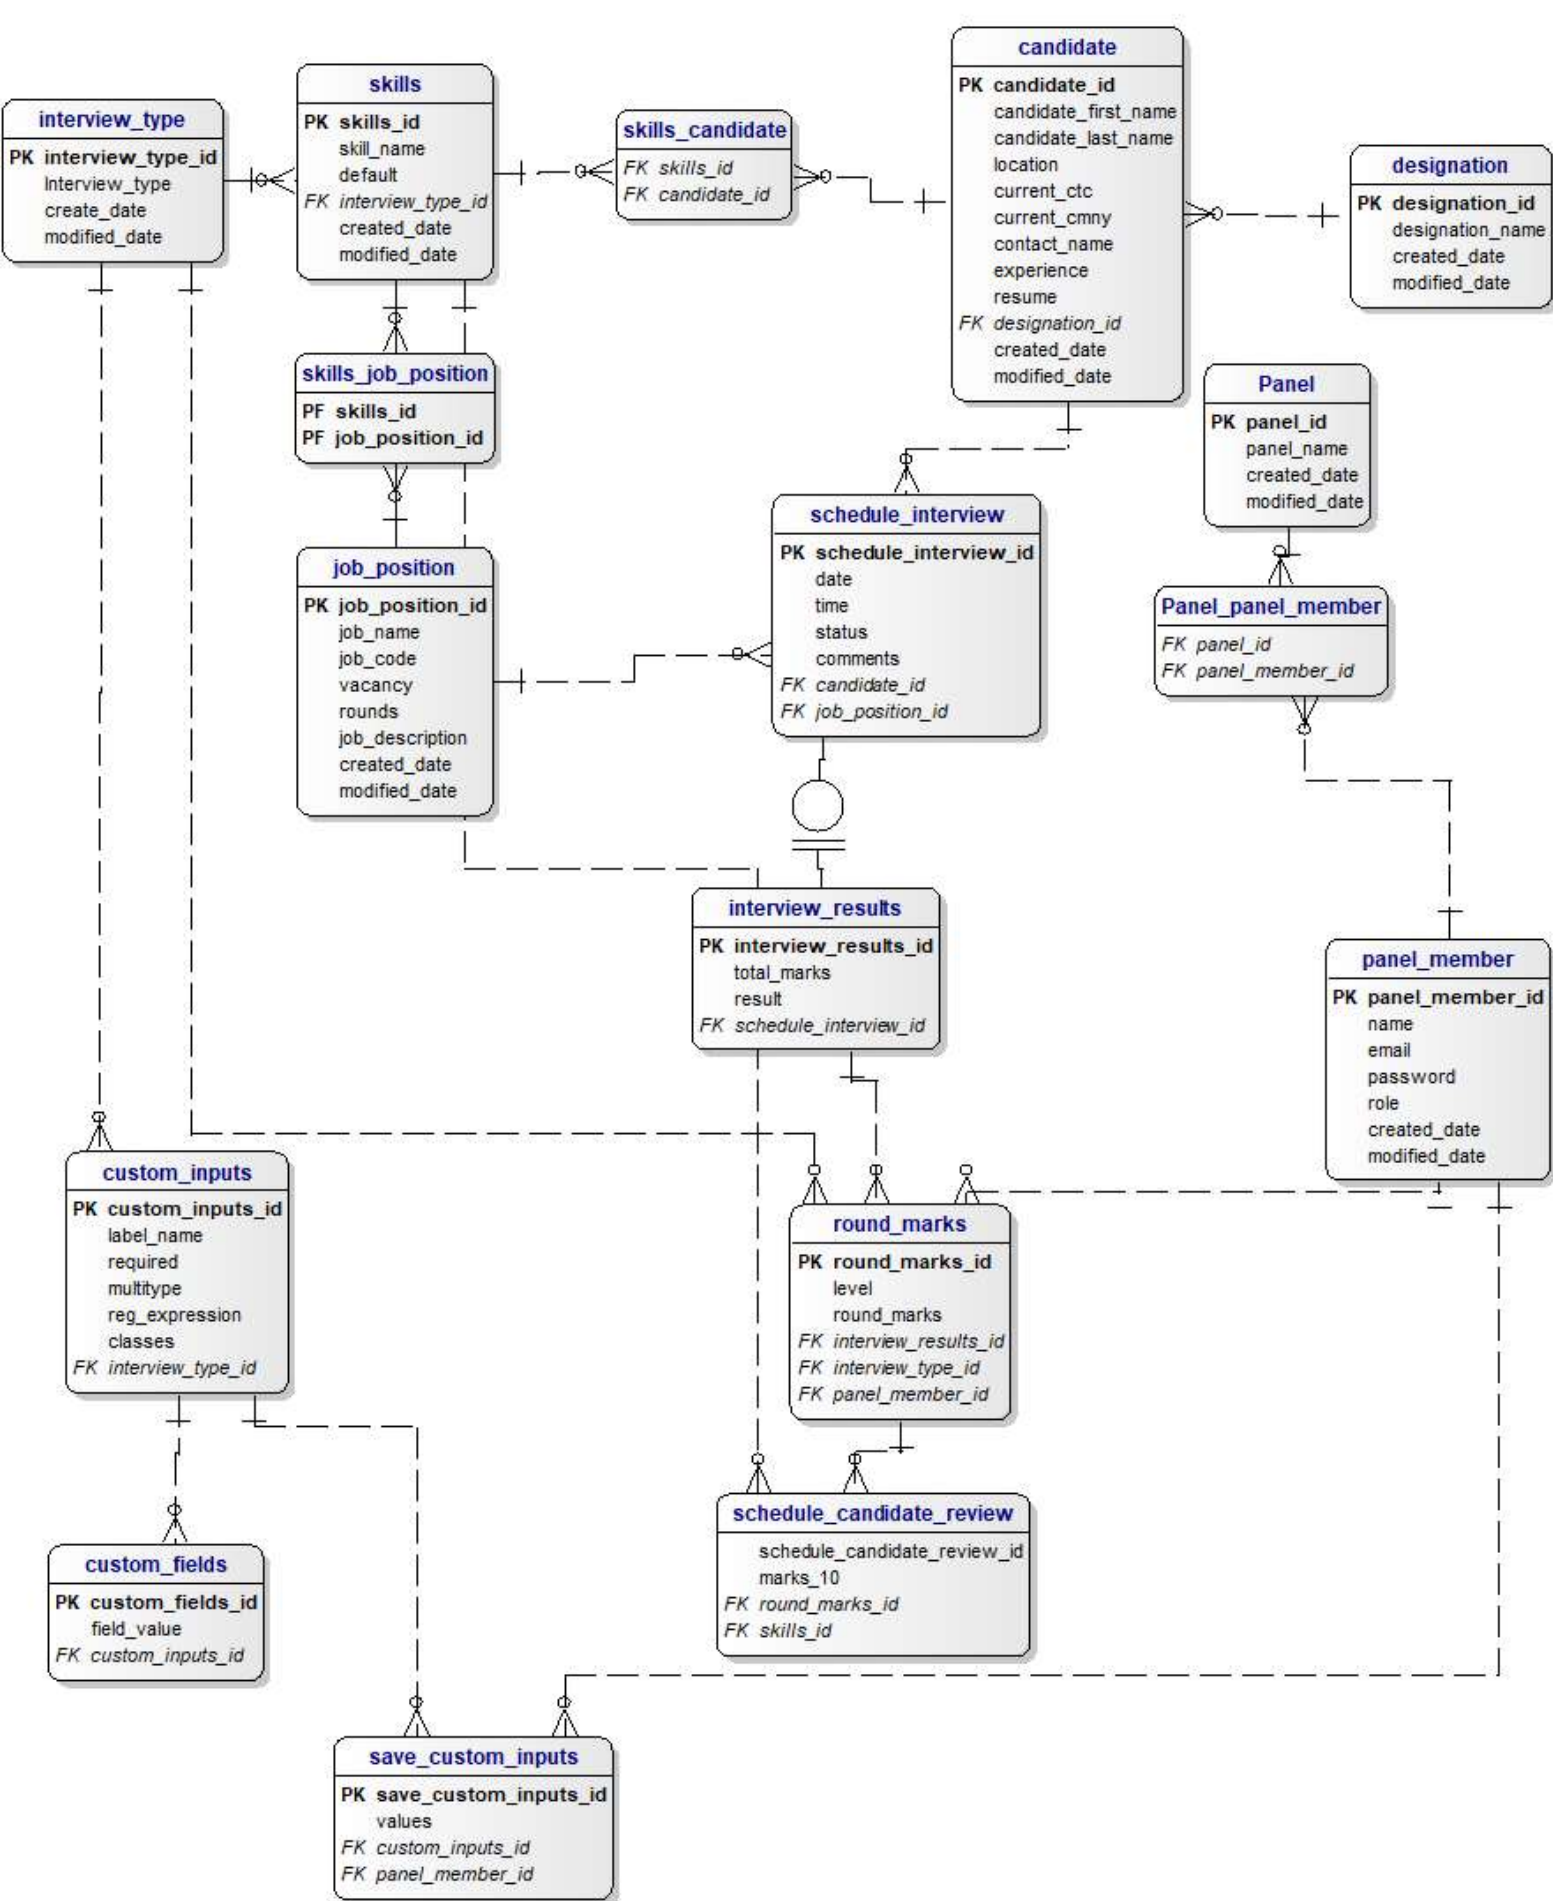 interview_type
PK interview_type_id
Interview_type
create_date
modified_date
skills
PK skills_id
skill_name
default
FK interview_type_id
created_date
modified_date
skills_candidate
FK skills_id
FK candidate_id
candidate
PK candidate_id
candidate_first_name
candidate_last_name
location
current_ctc
current_cmny
contact_name
experience
resume
FK designation_id
created_date
modified_date
designation
PK designation_id
designation_name
created_date
modified_date
skills_job_position
PF skills_id
PF job_position_id
Panel
PK panel_id
panel_name
created_date
modified_date
job_position
PK job_position_id
job_name
job_code
vacancy
rounds
job_description
created_date
modified_date
schedule_interview
PK schedule_interview_id
date
time
status
comments
FK candidate_id
FK job_position_id
Panel_panel_member
FK panel_id
FK panel_member_id
interview_results
PK interview_results_id
total_marks
result
FK schedule_interview_id
panel_member
PK panel_member_id
name
email
password
role
created_date
modified_date
custom_inputs
PK custom_inputs_id
label_name
required
multitype
reg_expression
classes
FK interview_type_id
round_marks
PK round_marks_id
level
round_marks
FK interview_results_id
FK interview_type_id
FK panel_member_id
custom_fields
PK custom_fields_id
field_value
FK custom_inputs_id
schedule_candidate_review
schedule_candidate_review_id
marks_10
FK round_marks_id
FK skills_id
save_custom_inputs
PK save_custom_inputs_id
values
FK custom_inputs_id
FK panel_member_id